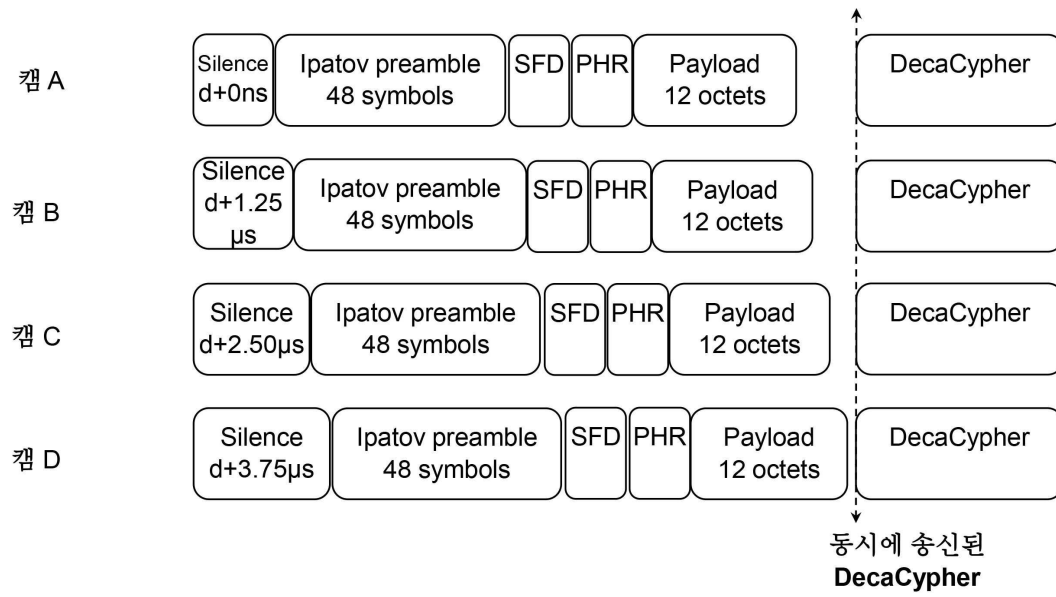 캠 A
Silence
d+0ns
Ipatov preamble
48 symbols
SFD
PHR
Payload
12 octets
DecaCypher
캠 B
Silence
d+1.25
µs
Ipatov preamble
48 symbols
SFD
PHR
Payload
12 octets
DecaCypher
캠 C
Silence
d+2.50µs
Ipatov preamble
48 symbols
SFD
PHR
Payload
12 octets
DecaCypher
캠 D
Silence
d+3.75µs
Ipatov preamble
48 symbols
SFD
PHR
Payload
12 octets
DecaCypher
동시에 송신된
DecaCypher